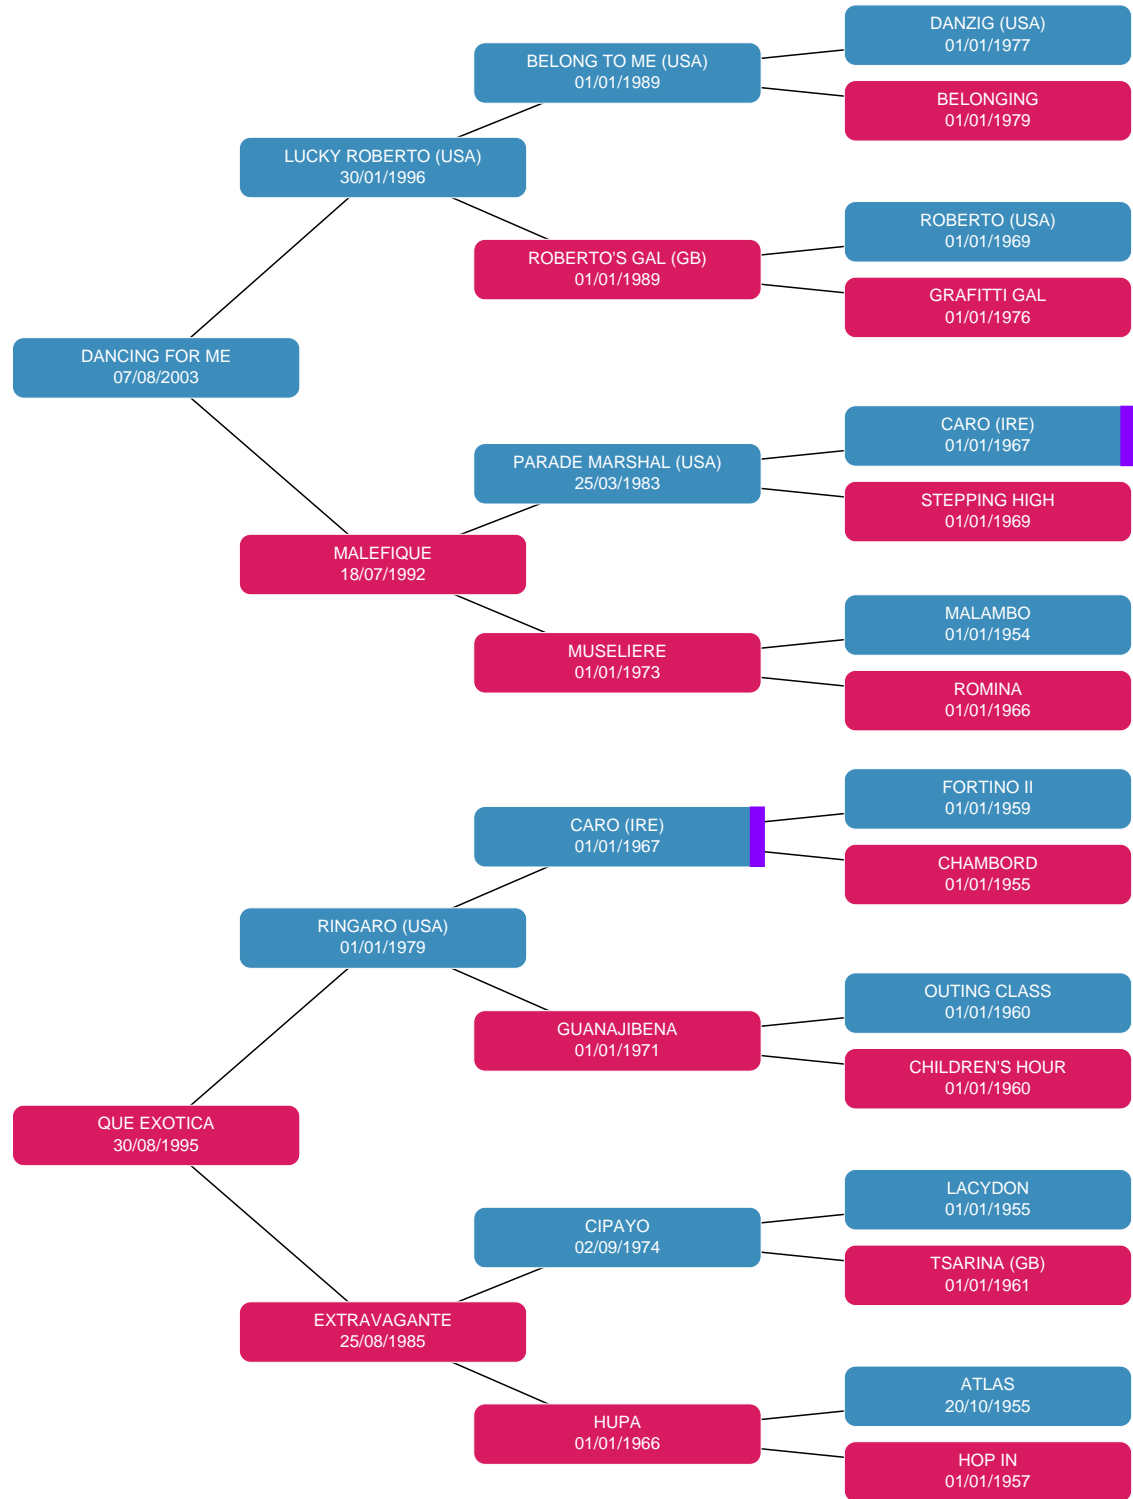 DANZIG (USA)
01/01/1977
BELONG TO ME (USA)
01/01/1989
BELONGING
01/01/1979
LUCKY ROBERTO (USA)
30/01/1996
ROBERTO (USA)
01/01/1969
ROBERTO'S GAL (GB)
01/01/1989
GRAFITTI GAL
01/01/1976
DANCING FOR ME
07/08/2003
CARO (IRE)
01/01/1967
PARADE MARSHAL (USA)
25/03/1983
STEPPING HIGH
01/01/1969
MALEFIQUE
18/07/1992
MALAMBO
01/01/1954
MUSELIERE
01/01/1973
ROMINA
01/01/1966
FORTINO II
01/01/1959
CARO (IRE)
01/01/1967
CHAMBORD
01/01/1955
RINGARO (USA)
01/01/1979
OUTING CLASS
01/01/1960
GUANAJIBENA
01/01/1971
CHILDREN'S HOUR
01/01/1960
QUE EXOTICA
30/08/1995
LACYDON
01/01/1955
CIPAYO
02/09/1974
TSARINA (GB)
01/01/1961
EXTRAVAGANTE
25/08/1985
ATLAS
20/10/1955
HUPA
01/01/1966
HOP IN
01/01/1957